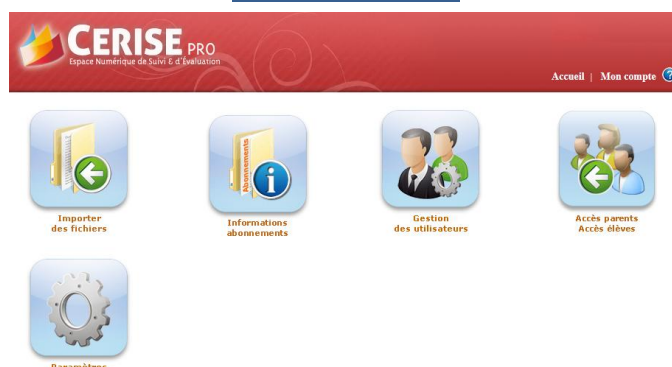 CERISE PRO
Espace Numérique de Suivi & d'Évaluation
Accueil | Mon compte ?
Importer
des fichiers
Abonnements
i
Informations
abonnements
Gestion
des utilisateurs
Accès parents
Accès élèves
Paramètres